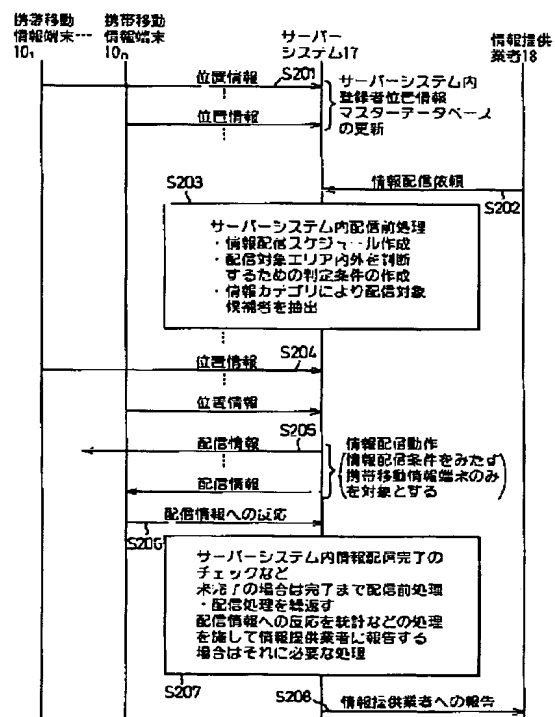 携帯移動
情報端末
10₁
携帯移動
情報端末
10ₙ
サーバー
システム17
情報提供
業者18
位置情報
S201
位置情報
サーバーシステム内
登録者位置情報
マスターデータベース
の更新
情報配信依頼
S202
S203
サーバーシステム内配信前処理
・情報配信スケジュール作成
・配信対象エリア内外を判断
するための判定条件の作成
・情報カテゴリにより配信対象
候補者を抽出
位置情報
S204
位置情報
配信情報
S205
配信情報
情報配信動作
(情報配信条件をみたす
携帯移動情報端末のみ
を対象とする)
配信情報への反応
S206
サーバーシステム内情報配信完了の
チェックなど
未完了の場合は完了まで配信前処理
・配信処理を繰返す
配信情報への反応を統計などの処理
を施して情報提供業者に報告する
場合はそれに必要な処理
S207
S208
情報提供業者への報告